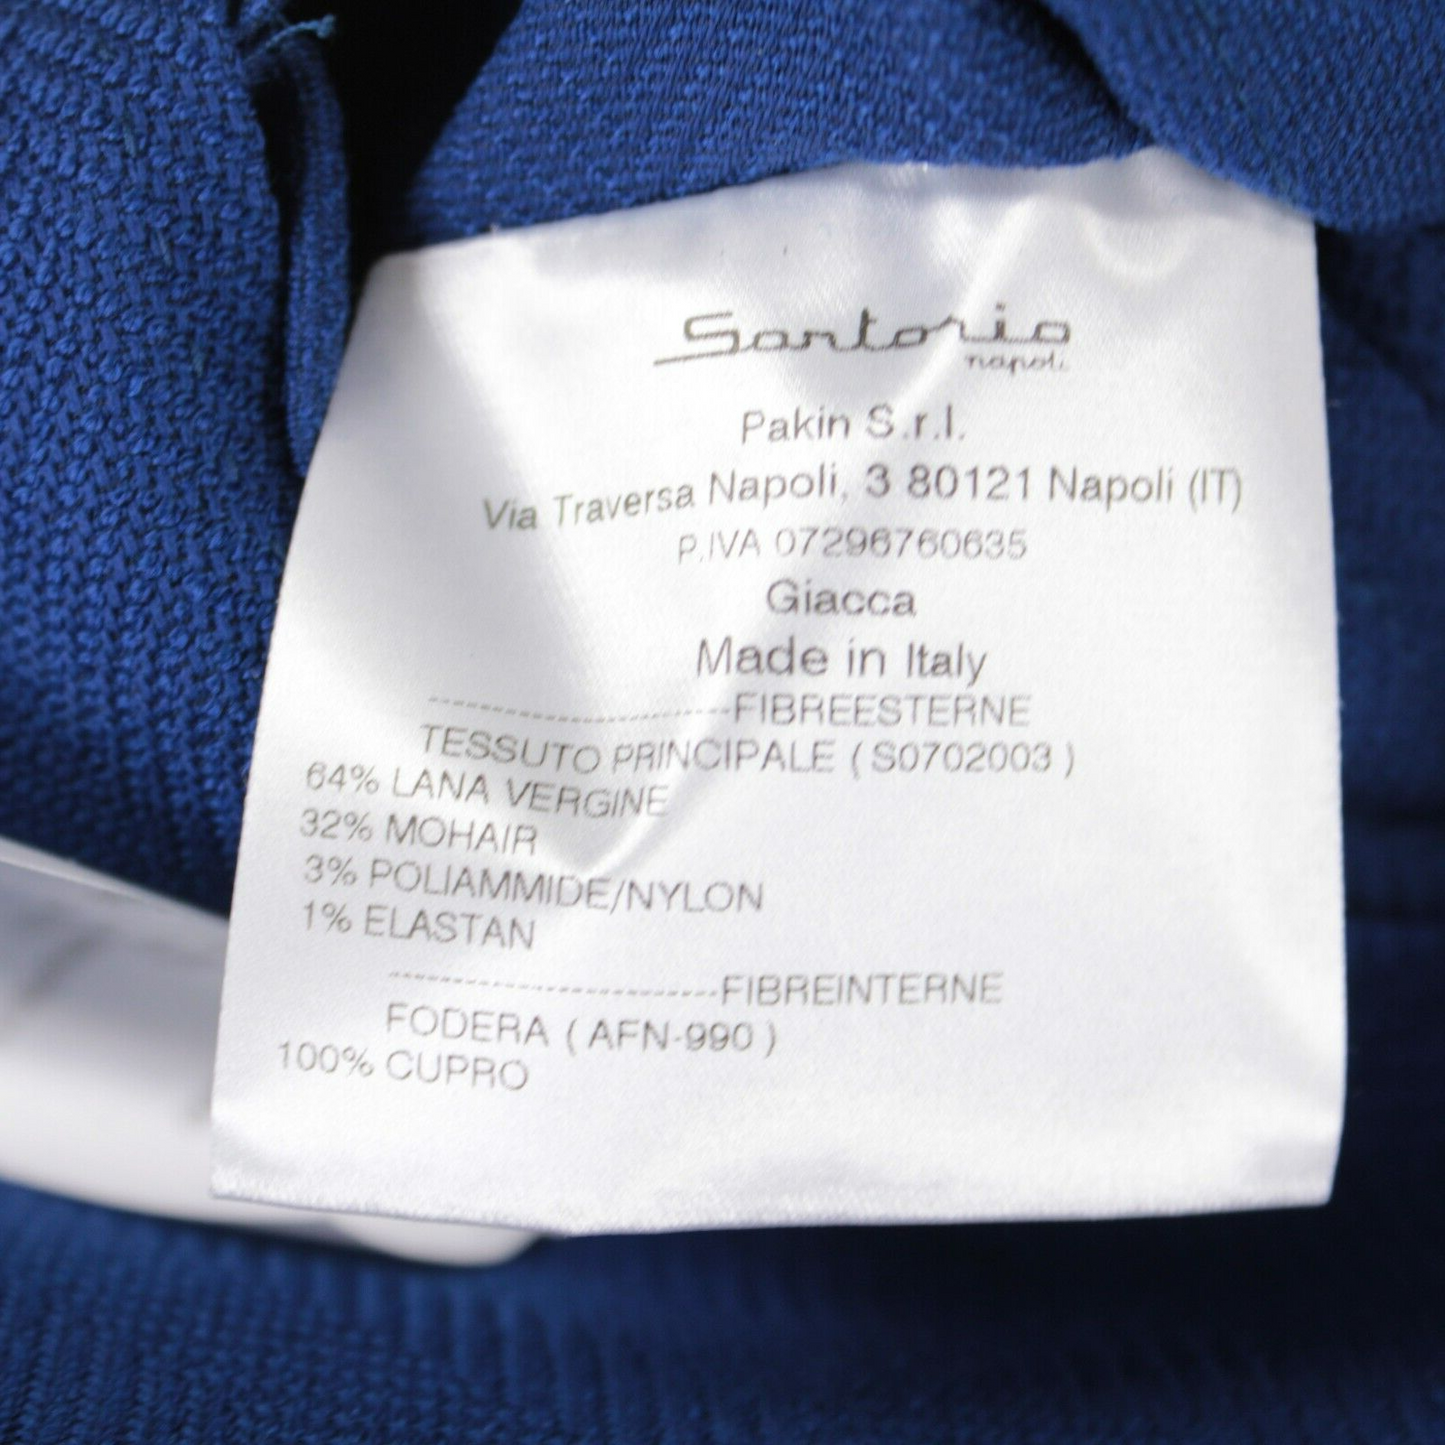 Sartorio
napoli
Pakin S.r.l.
Via Traversa Napoli, 3 80121 Napoli (IT)
P.IVA 07296760635
Giacca
Made in Italy
------------------------FIBREESTERNE
TESSUTO PRINCIPALE ( S0702003 )
64% LANA VERGINE
32% MOHAIR
3% POLIAMMIDE/NYLON
1% ELASTAN
------------------------FIBREINTERNE
FODERA ( AFN-990 )
100% CUPRO